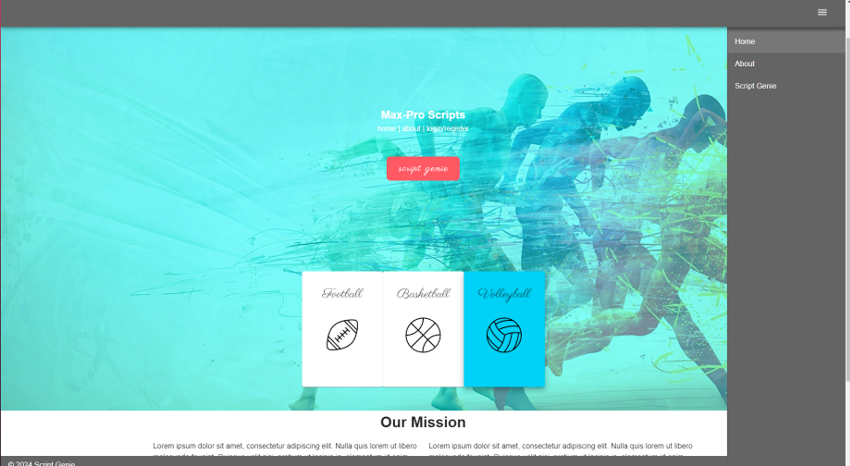 Home
About
Script Genie
Max-Pro Scripts
home | about | login/register
script genie
Football
Basketball
Volleyball
Our Mission
Lorem ipsum dolor sit amet, consectetur adipiscing elit. Nulla quis lorem ut libero
Lorem ipsum dolor sit amet, consectetur adipiscing elit. Nulla quis lorem ut libero
© 2024 Script Genie